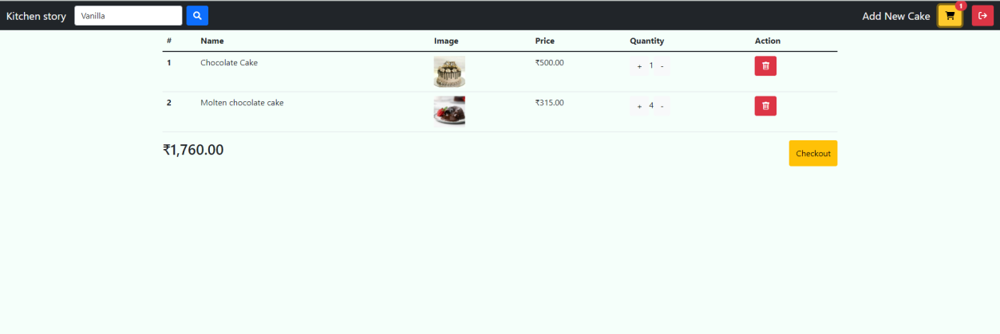 Kitchen story Vanilla Add New Cake 1
# Name Image Price Quantity Action
1 Chocolate Cake ₹500.00 + 1 -
2 Molten chocolate cake ₹315.00 + 4 -
₹1,760.00 Checkout